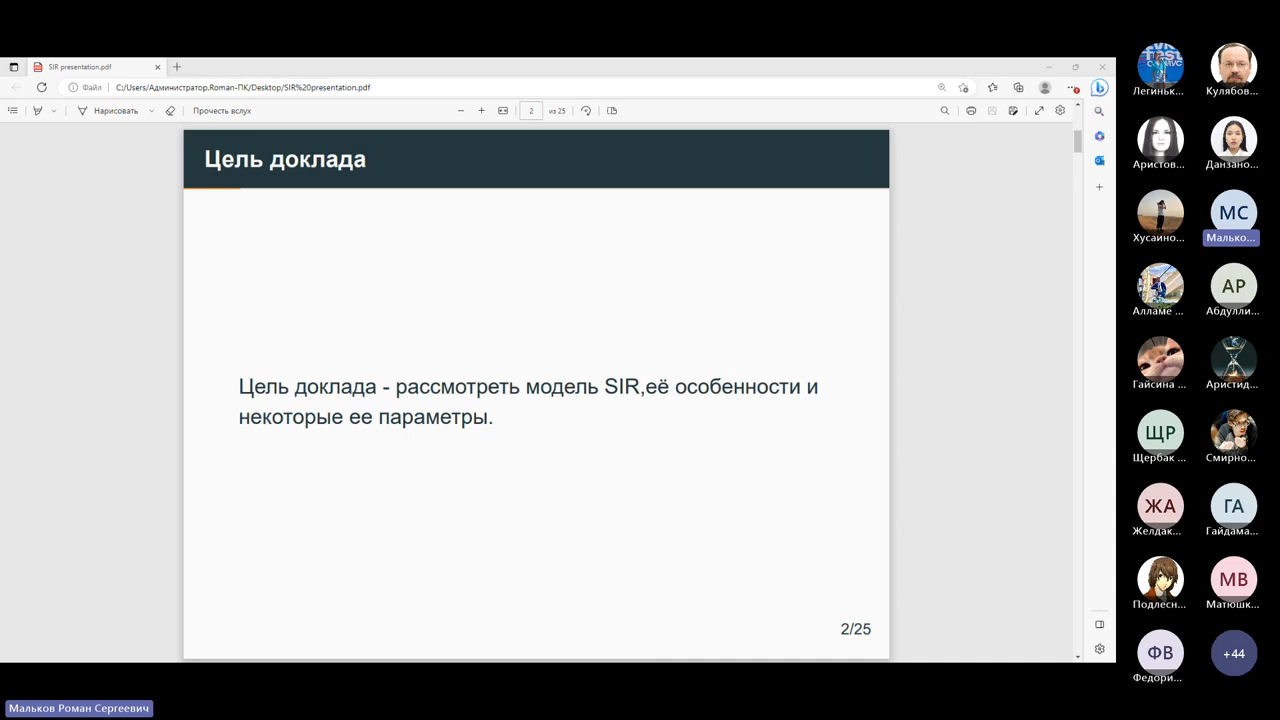 SIR presentation.pdf
Файл
C:/Users/Администратор.Roman-ПК/Desktop/SIR%20presentation.pdf
Нарисовать
Прочесть вслух
2
из 25
Цель доклада
Цель доклада - рассмотреть модель SIR,её особенности и
некоторые ее параметры.
2/25
Легиньк...
Кулябов...
Аристов...
Данзано...
Хусаино...
МС
Малько...
Алламе ...
АР
Абдулли...
Гайсина ...
Аристид...
ЩР
Щербак ...
Смирно...
ЖА
Желдак...
ГА
Гайдама...
Подлесн...
МВ
Матюшк...
ФВ
Федори...
+44
Мальков Роман Сергеевич